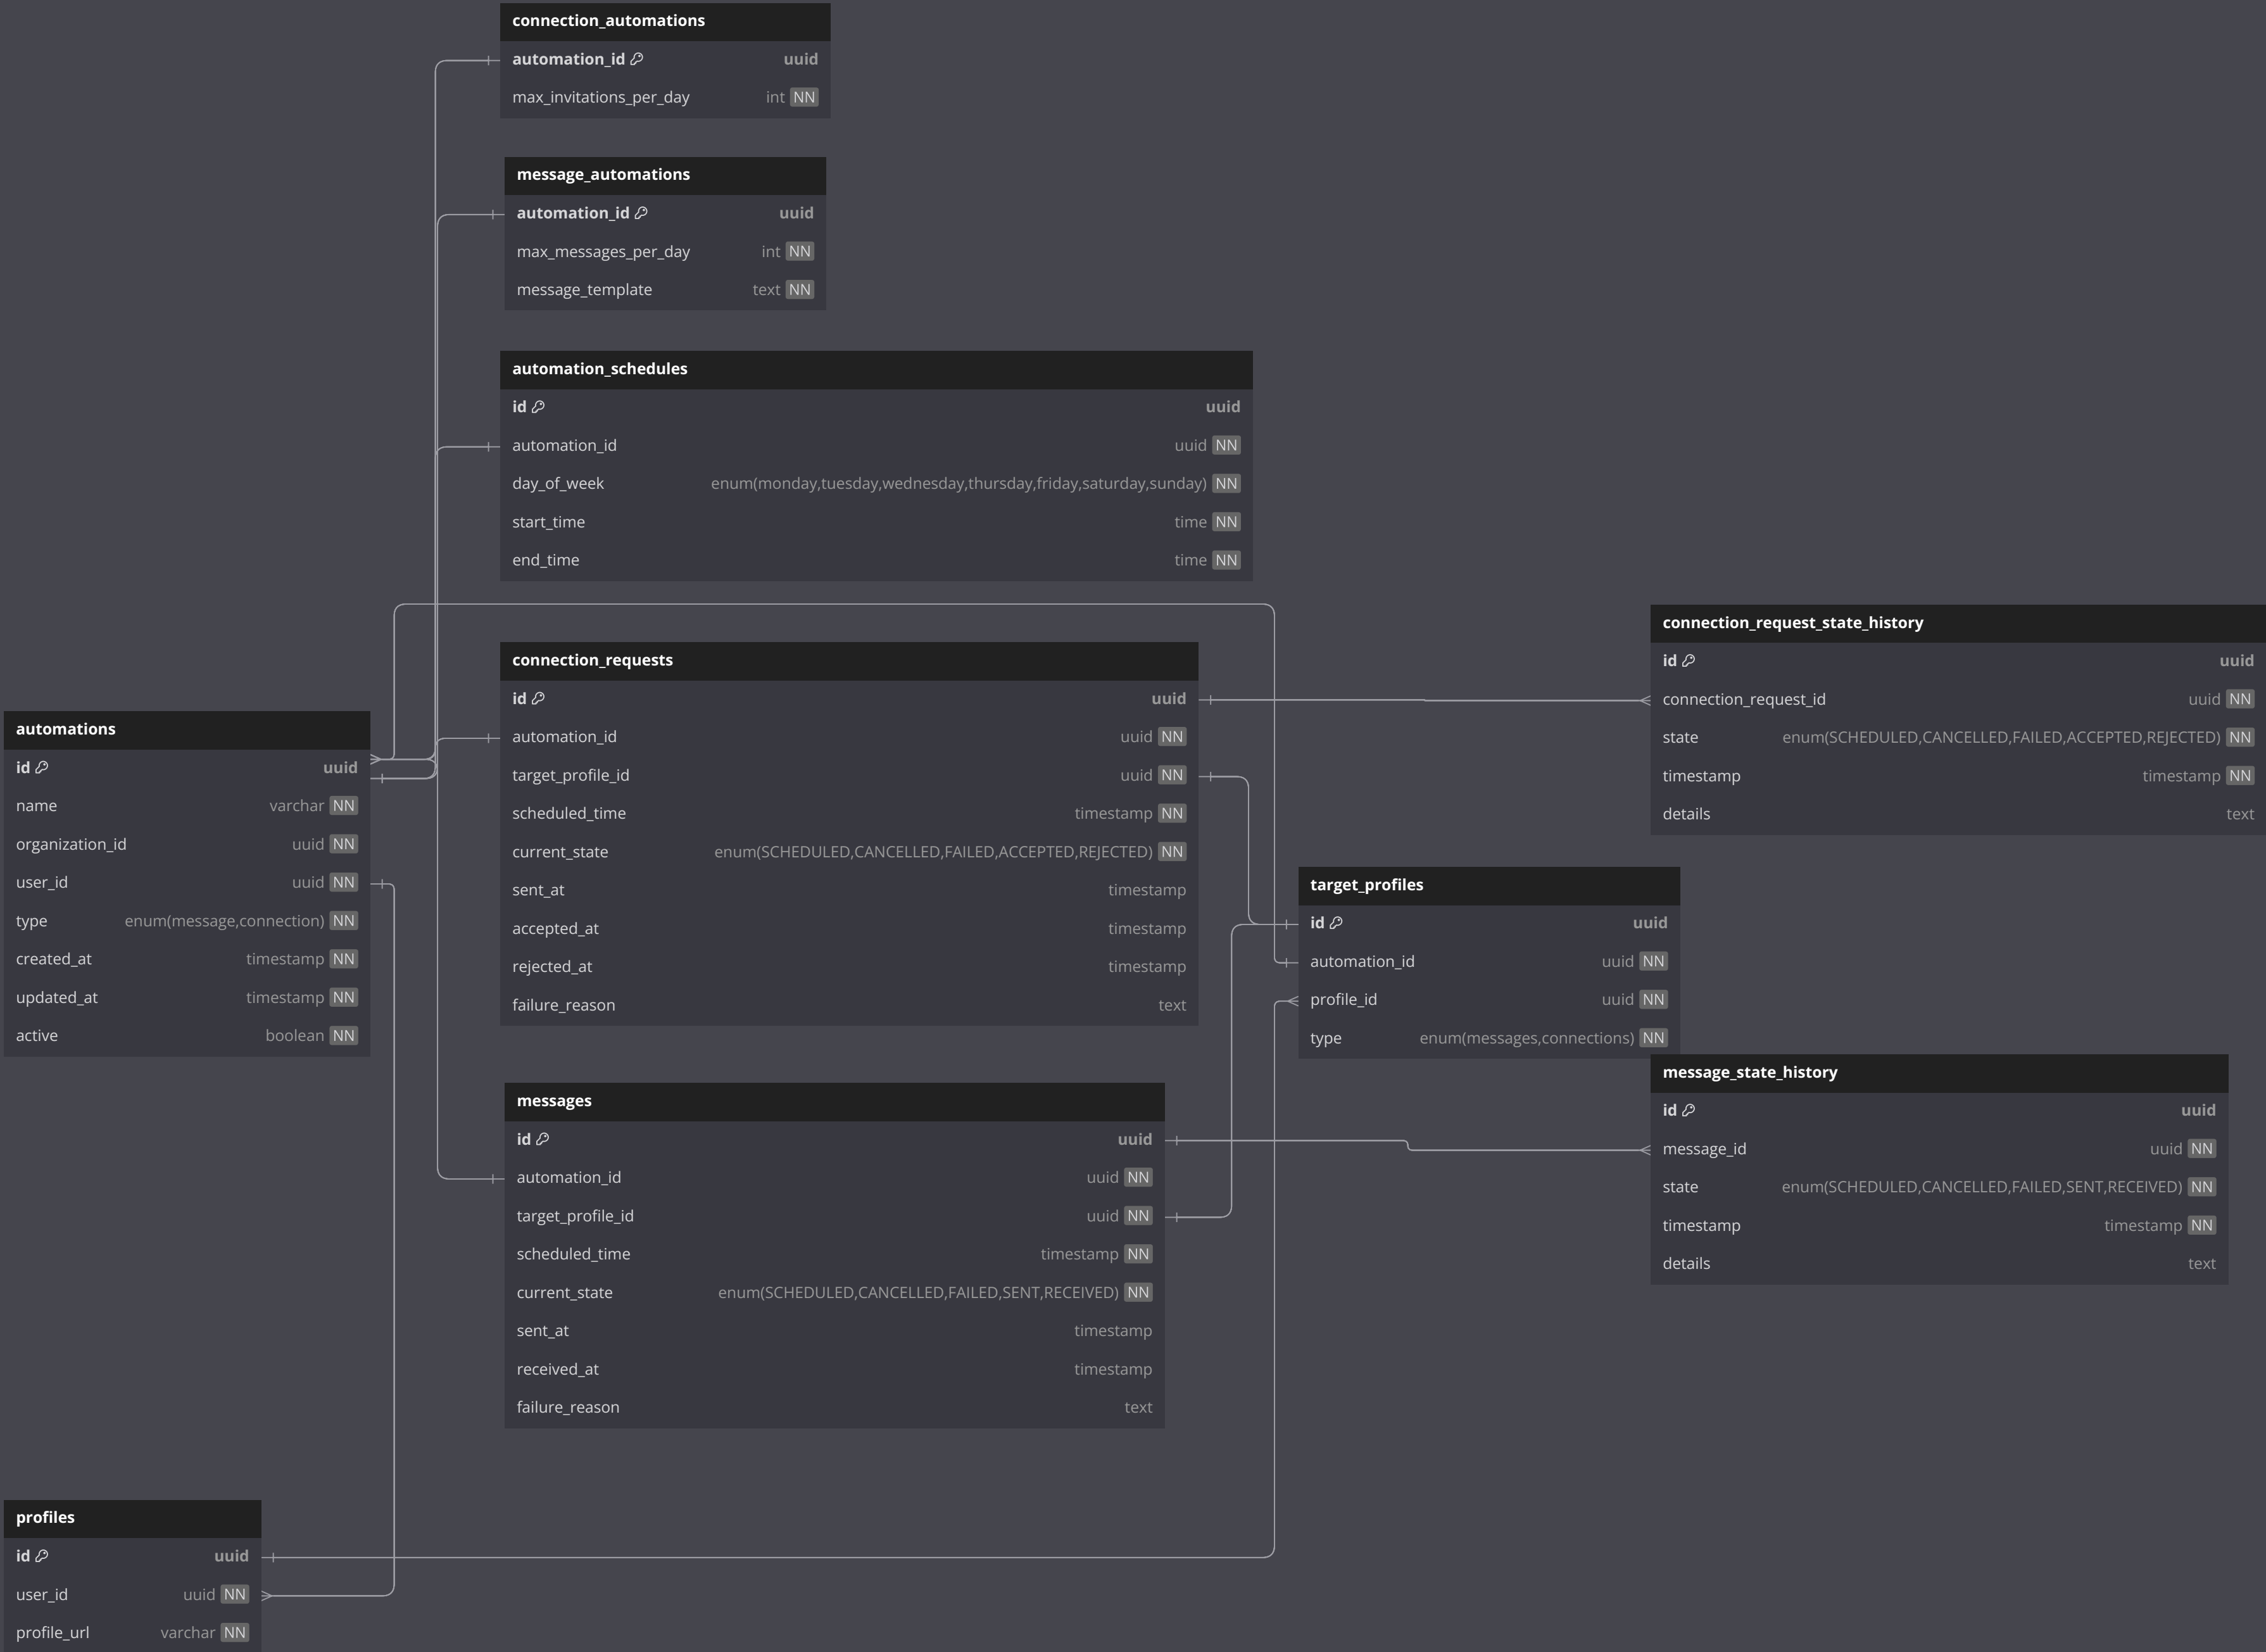 connection_automations
automation_id uuid
max_invitations_per_day int NN
message_automations
automation_id uuid
max_messages_per_day int NN
message_template text NN
automation_schedules
id uuid
automation_id uuid NN
day_of_week enum(monday,tuesday,wednesday,thursday,friday,saturday,sunday) NN
start_time time NN
end_time time NN
connection_requests
id uuid
automation_id uuid NN
target_profile_id uuid NN
scheduled_time timestamp NN
current_state enum(SCHEDULED,CANCELLED,FAILED,ACCEPTED,REJECTED) NN
sent_at timestamp
accepted_at timestamp
rejected_at timestamp
failure_reason text
connection_request_state_history
id uuid
connection_request_id uuid NN
state enum(SCHEDULED,CANCELLED,FAILED,ACCEPTED,REJECTED) NN
timestamp timestamp NN
details text
automations
id uuid
name varchar NN
organization_id uuid NN
user_id uuid NN
type enum(message,connection) NN
created_at timestamp NN
updated_at timestamp NN
active boolean NN
target_profiles
id uuid
automation_id uuid NN
profile_id uuid NN
type enum(messages,connections) NN
message_state_history
id uuid
message_id uuid NN
state enum(SCHEDULED,CANCELLED,FAILED,SENT,RECEIVED) NN
timestamp timestamp NN
details text
messages
id uuid
automation_id uuid NN
target_profile_id uuid NN
scheduled_time timestamp NN
current_state enum(SCHEDULED,CANCELLED,FAILED,SENT,RECEIVED) NN
sent_at timestamp
received_at timestamp
failure_reason text
profiles
id uuid
user_id uuid NN
profile_url varchar NN